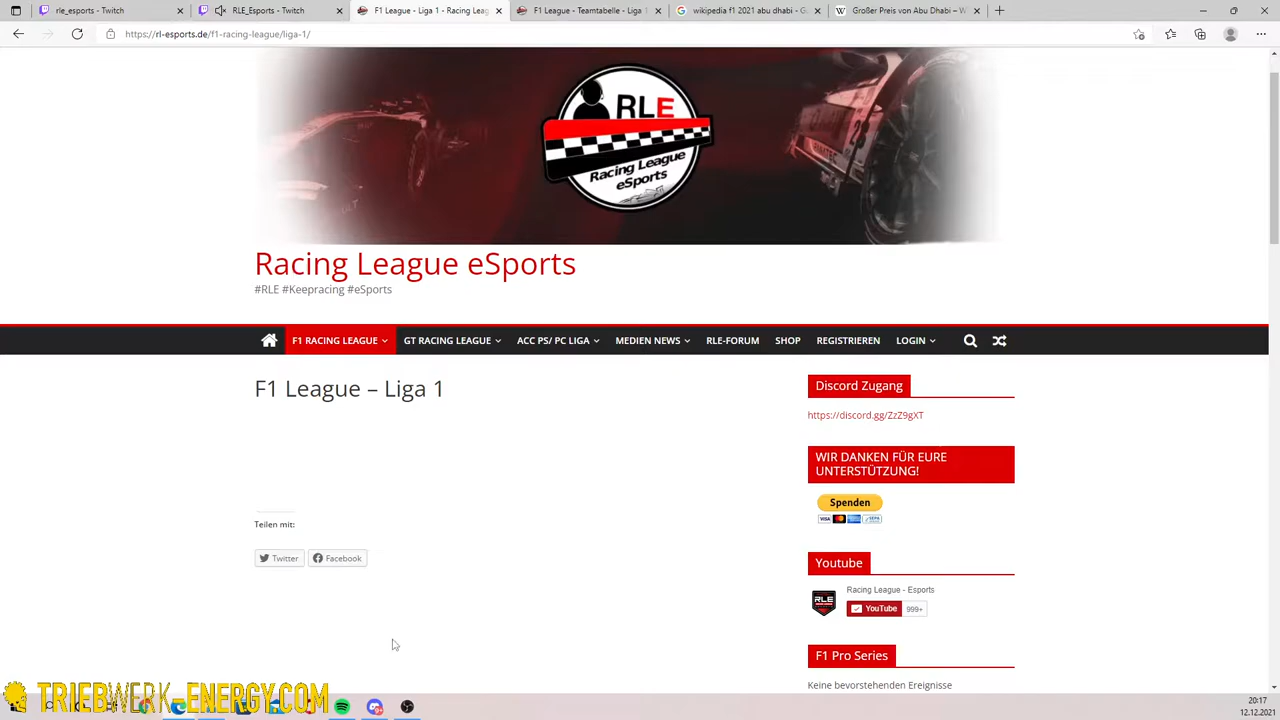 rle_esports - Twitch
RLE_Esports - Twitch
F1 League - Liga 1 - Racing Leag
F1 League - Teamtabelle - Liga 1
wikipedia f1 2021 abu dhabi - G
Großer Preis von Abu Dhabi – W
https://rl-esports.de/f1-racing-league/liga-1/
RLE
Racing League
eSports
Racing League eSports
#RLE #Keepracing #eSports
F1 RACING LEAGUE
GT RACING LEAGUE
ACC PS/ PC LIGA
MEDIEN NEWS
RLE-FORUM
SHOP
REGISTRIEREN
LOGIN
F1 League – Liga 1
Teilen mit:
Twitter
Facebook
Discord Zugang
https://discord.gg/ZzZ9gXT
WIR DANKEN FÜR EURE
UNTERSTÜTZUNG!
Spenden
VISA
SEPA
Youtube
RLE
Racing League - Esports
YouTube
999+
F1 Pro Series
Keine bevorstehenden Ereignisse
TRIEBWERK-ENERGY.COM
20:17
12.12.2021